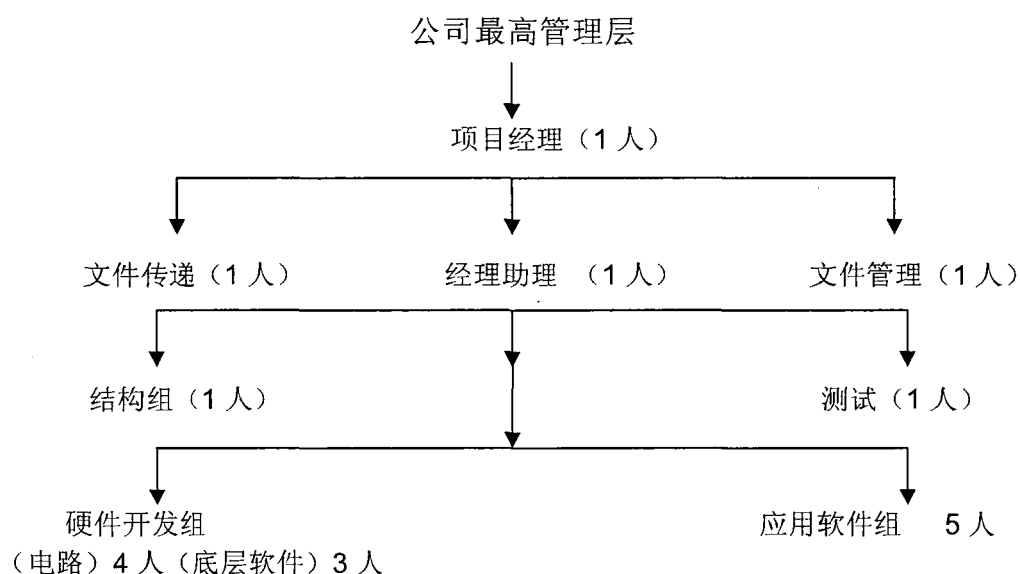 公司最高管理层
项目经理（1 人）
文件传递（1 人） 经理助理 （1 人） 文件管理（1 人）
结构组（1 人） 测试（1 人）
硬件开发组 应用软件组 5 人
（电路）4 人（底层软件）3 人